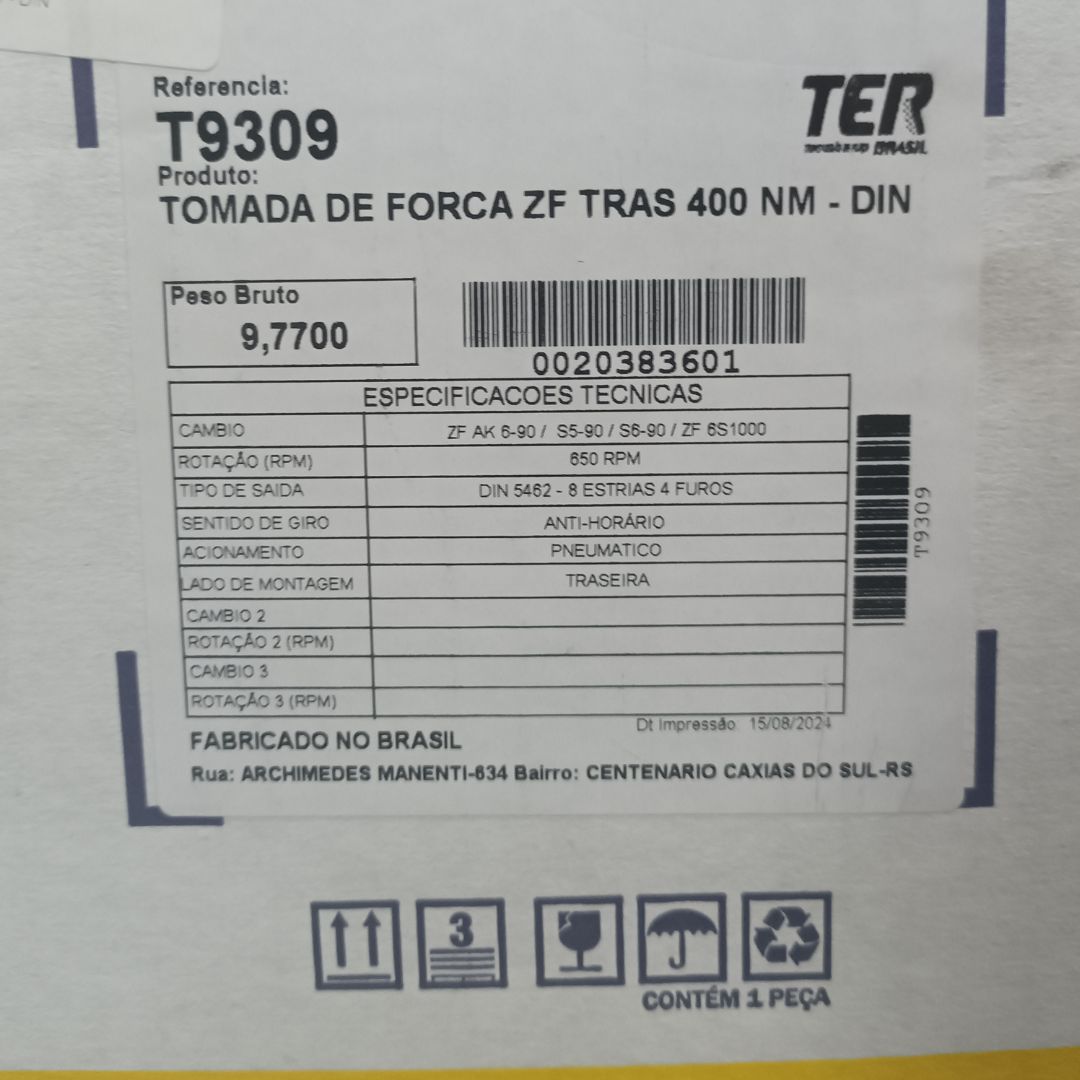 Referencia:
T9309
TER
BRASIL
Produto:
TOMADA DE FORCA ZF TRAS 400 NM - DIN
Peso Bruto
9,7700
0020383601
ESPECIFICACOES TECNICAS
CAMBIO ZF AK 6-90 / S5-90 / S6-90 / ZF 6S1000
ROTAÇÃO (RPM) 650 RPM
TIPO DE SAIDA DIN 5462 - 8 ESTRIAS 4 FUROS
SENTIDO DE GIRO ANTI-HORÁRIO
ACIONAMENTO PNEUMATICO
LADO DE MONTAGEM TRASEIRA
CAMBIO 2
ROTAÇÃO 2 (RPM)
CAMBIO 3
ROTAÇÃO 3 (RPM)
T9309
Dt Impressão 15/08/2024
FABRICADO NO BRASIL
Rua: ARCHIMEDES MANENTI-634 Bairro: CENTENARIO CAXIAS DO SUL-RS
3
CONTÉM 1 PEÇA